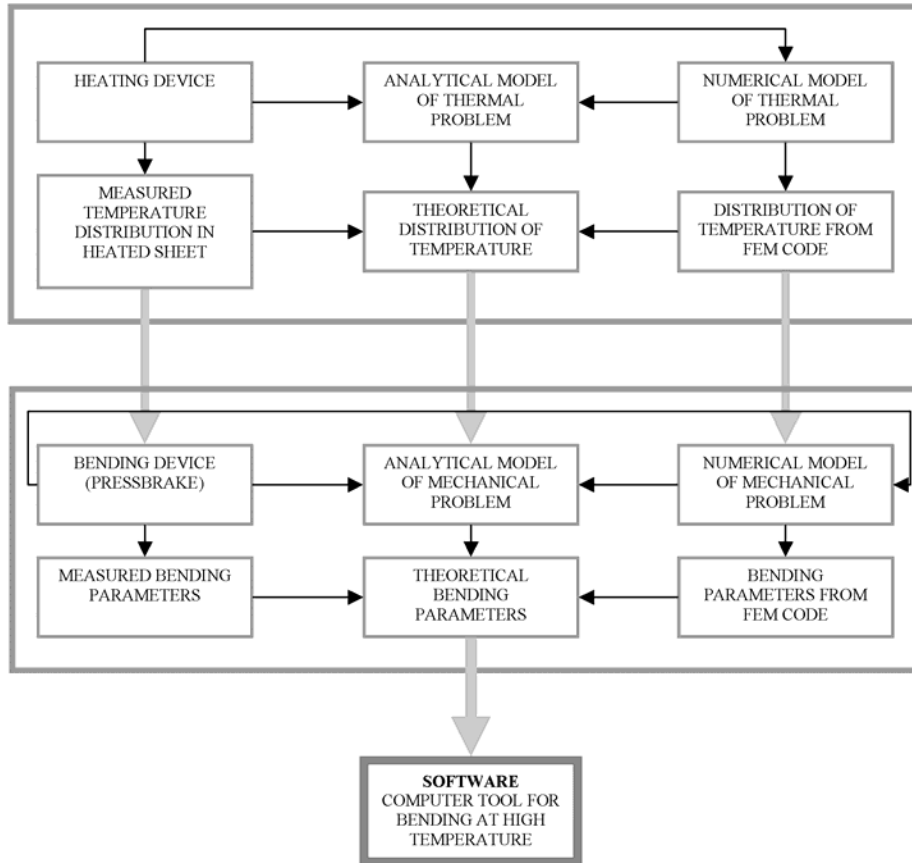 HEATING DEVICE
ANALYTICAL MODEL
OF THERMAL
PROBLEM
NUMERICAL MODEL
OF THERMAL
PROBLEM
MEASURED
TEMPERATURE
DISTRIBUTION IN
HEATED SHEET
THEORETICAL
DISTRIBUTION OF
TEMPERATURE
DISTRIBUTION OF
TEMPERATURE FROM
FEM CODE
BENDING DEVICE
(PRESSBRAKE)
ANALYTICAL MODEL
OF MECHANICAL
PROBLEM
NUMERICAL MODEL
OF MECHANICAL
PROBLEM
MEASURED BENDING
PARAMETERS
THEORETICAL
BENDING
PARAMETERS
BENDING
PARAMETERS FROM
FEM CODE
SOFTWARE
COMPUTER TOOL FOR
BENDING AT HIGH
TEMPERATURE